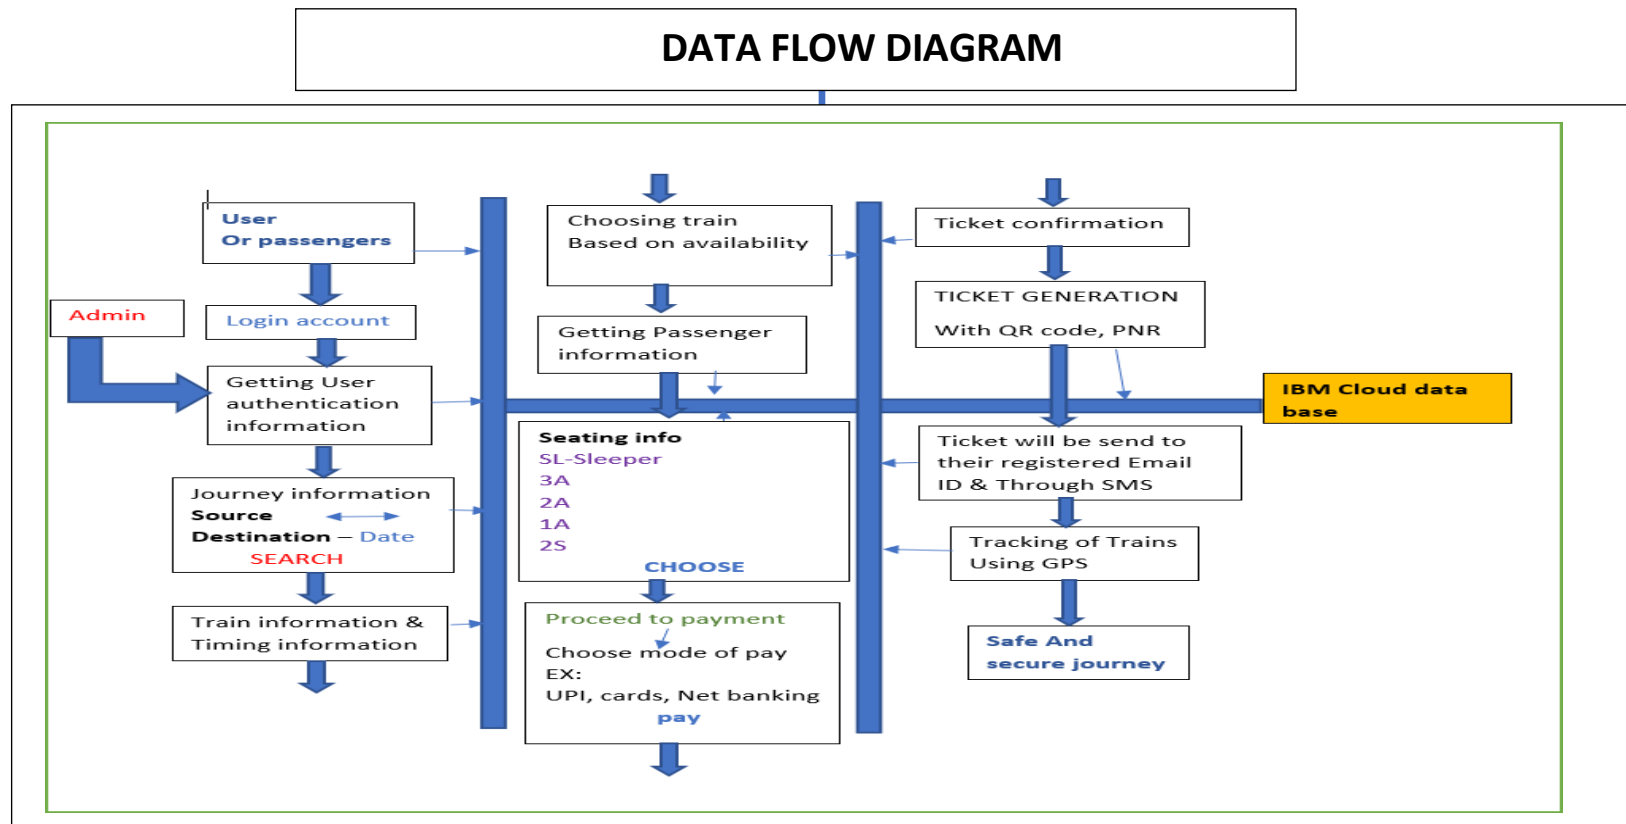 DATA FLOW DIAGRAM
User
Or passengers
Login account
Admin
Getting User
authentication
information
Journey information
Source
Destination – Date
SEARCH
Train information &
Timing information
Choosing train
Based on availability
Getting Passenger
information
Seating info
SL-Sleeper
3A
2A
1A
2S
CHOOSE
Proceed to payment
Choose mode of pay
EX:
UPI, cards, Net banking
pay
Ticket confirmation
TICKET GENERATION
With QR code, PNR
IBM Cloud data
base
Ticket will be send to
their registered Email
ID & Through SMS
Tracking of Trains
Using GPS
Safe And
secure journey